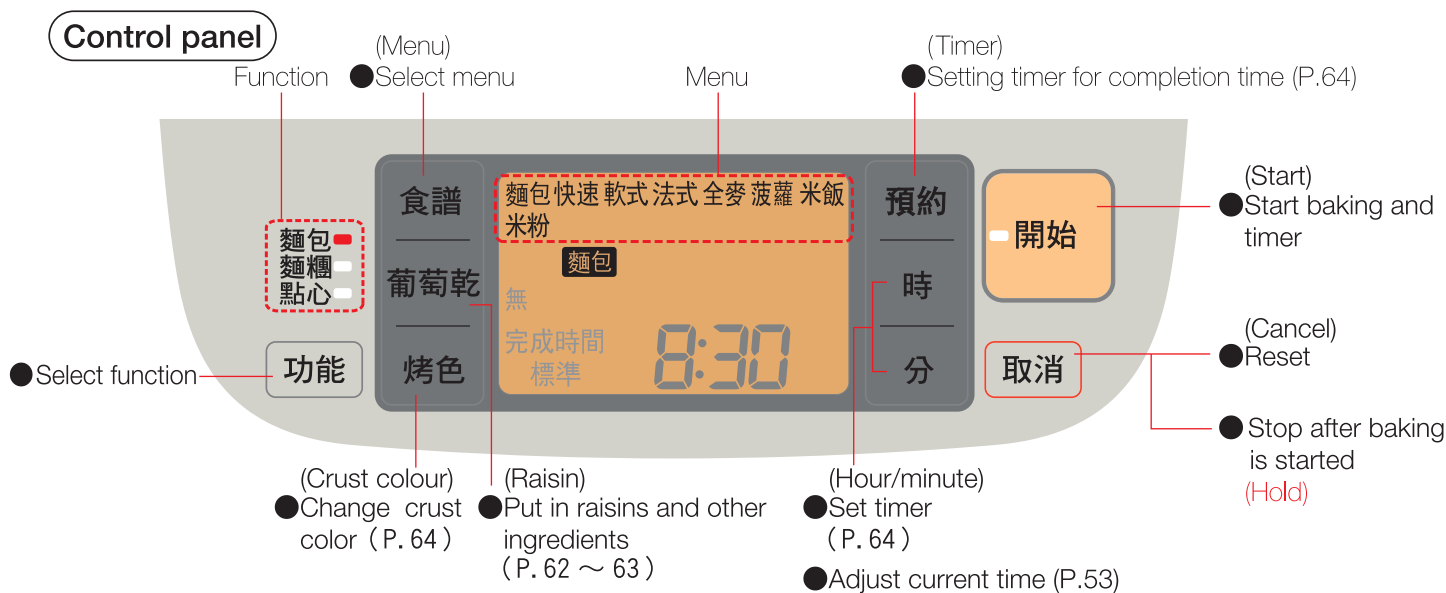 Control panel
Function
(Menu)
●Select menu
Menu
(Timer)
●Setting timer for completion time (P.64)
麵包
麵糰
點心
●Select function
功能
食譜
葡萄乾
烤色
麵包 快速 軟式 法式 全麥 菠蘿 米飯
米粉
麵包
無
完成時間
標準
8:30
預約
時
分
開始
取消
(Start)
●Start baking and
timer
(Cancel)
●Reset
●Stop after baking
is started
(Hold)
(Crust colour)
●Change crust
color (P.64)
(Raisin)
●Put in raisins and other
ingredients
(P.62 ～ 63)
(Hour/minute)
●Set timer
(P.64)
●Adjust current time (P.53)